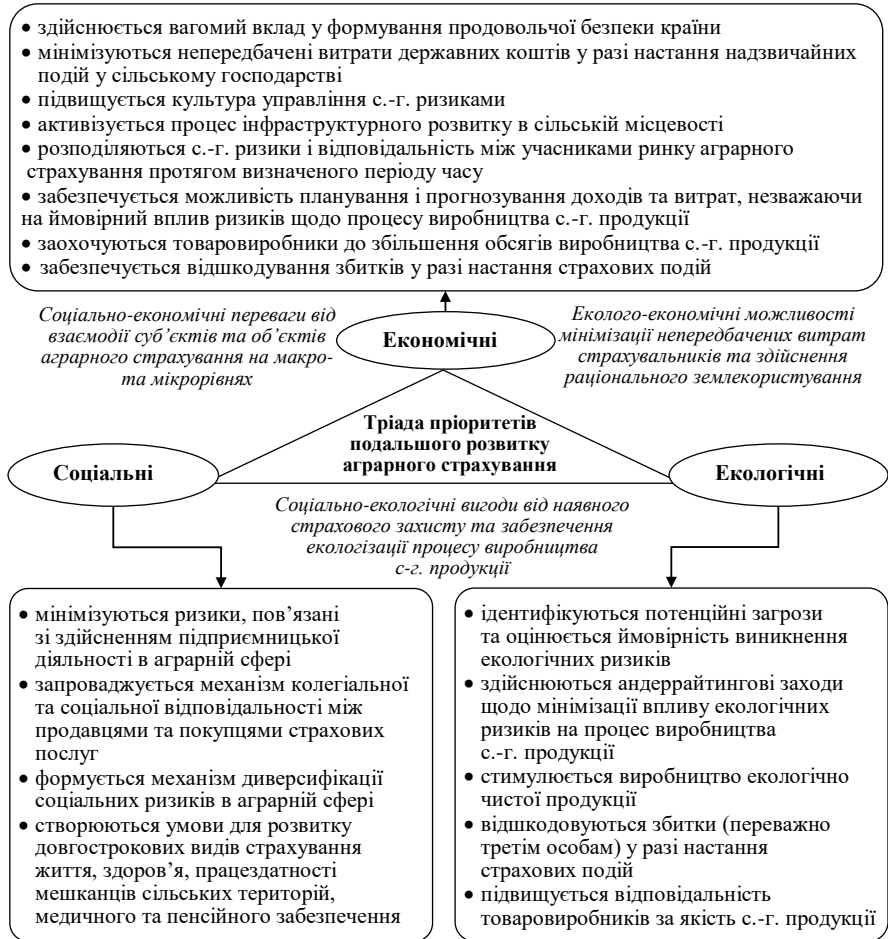 • здійснюється вагомий вклад у формування продовольчої безпеки країни
• мінімізуються непередбачені витрати державних коштів у разі настання надзвичайних
подій у сільському господарстві
• підвищується культура управління с.-г. ризиками
• активізується процес інфраструктурного розвитку в сільській місцевості
• розподіляються с.-г. ризики і відповідальність між учасниками ринку аграрного
страхування протягом визначеного періоду часу
• забезпечується можливість планування і прогнозування доходів та витрат, незважаючи
на ймовірний вплив ризиків щодо процесу виробництва с.-г. продукції
• заохочуються товаровиробники до збільшення обсягів виробництва с.-г. продукції
• забезпечується відшкодування збитків у разі настання страхових подій
Соціально-економічні переваги від
взаємодії суб’єктів та об’єктів
аграрного страхування на макро-
та мікрорівнях
Економічні
Еколого-економічні можливості
мінімізації непередбачених витрат
страхувальників та здійснення
раціонального землекористування
Тріада пріоритетів
подальшого розвитку
аграрного страхування
Соціальні
Екологічні
Соціально-екологічні вигоди від наявного
страхового захисту та забезпечення
екологізації процесу виробництва
с-г. продукції
• мінімізуються ризики, пов’язані
зі здійсненням підприємницької
діяльності в аграрній сфері
• запроваджується механізм колегіальної
та соціальної відповідальності між
продавцями та покупцями страхових
послуг
• формується механізм диверсифікації
соціальних ризиків в аграрній сфері
• створюються умови для розвитку
довгострокових видів страхування
життя, здоров’я, працездатності
мешканців сільських територій,
медичного та пенсійного забезпечення
• ідентифікуються потенційні загрози
та оцінюється ймовірність виникнення
екологічних ризиків
• здійснюються андеррайтингові заходи
щодо мінімізації впливу екологічних
ризиків на процес виробництва
с.-г. продукції
• стимулюється виробництво екологічно
чистої продукції
• відшкодовуються збитки (переважно
третім особам) у разі настання
страхових подій
• підвищується відповідальність
товаровиробників за якість с.-г. продукції